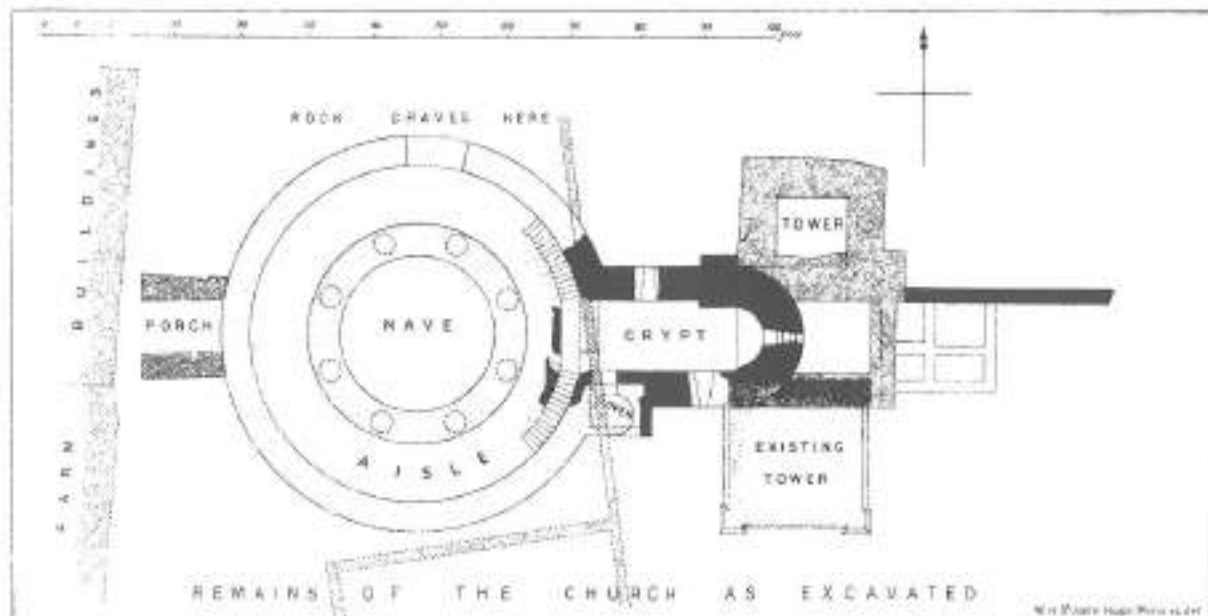 ROCK GRAVES HERE
FARM BUILDINGS
TOWER
PORCH
NAVE
CRYPT
AISLE
EXISTING
TOWER
REMAINS OF THE CHURCH AS EXCAVATED